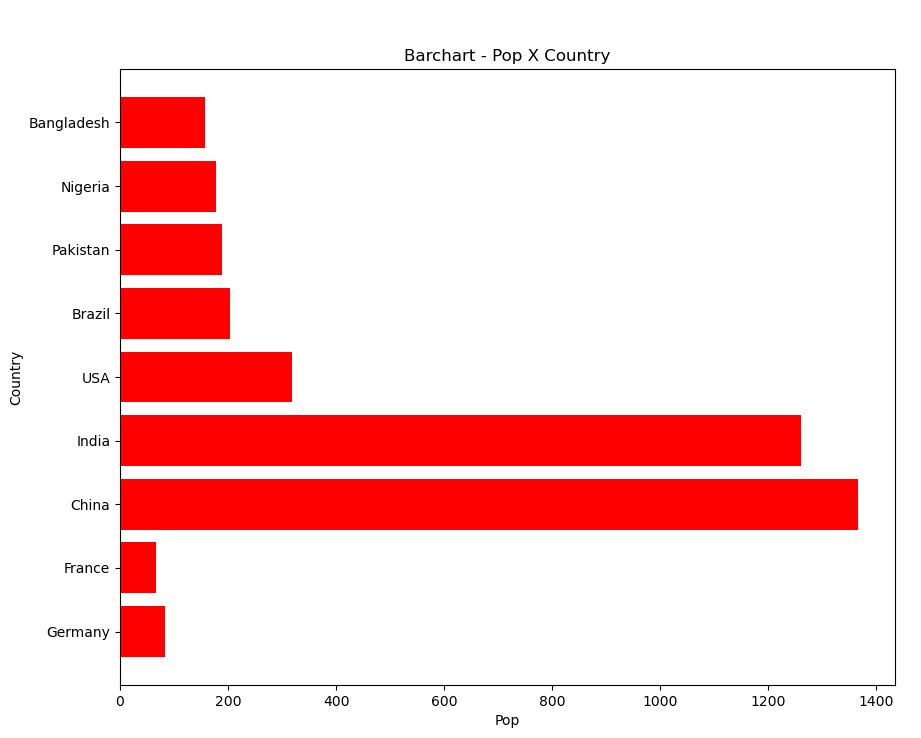 Barchart - Pop X Country
Bangladesh
Nigeria
Pakistan
Brazil
USA
India
China
France
Germany
Country
0 200 400 600 800 1000 1200 1400
Pop